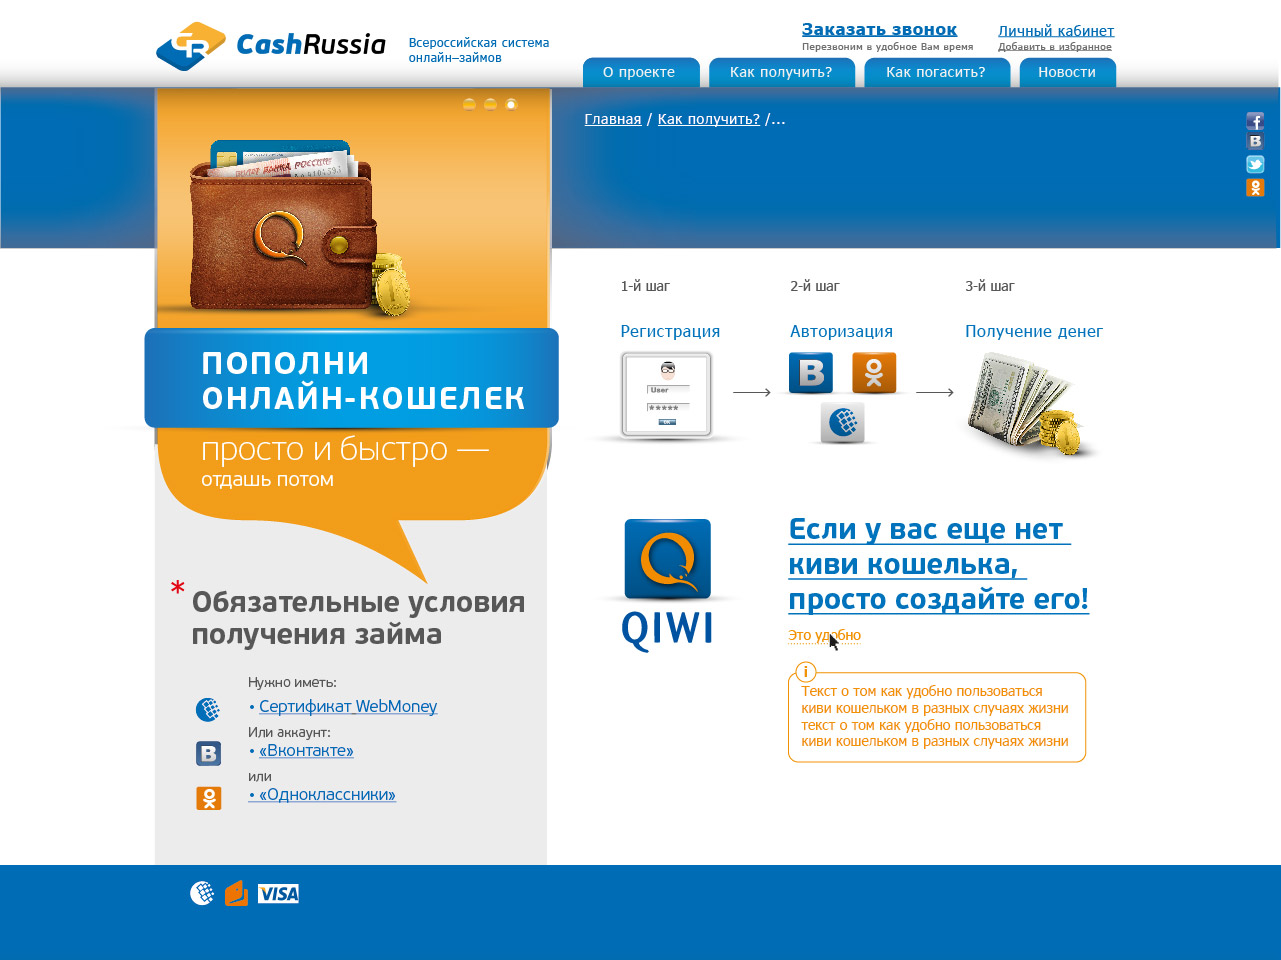 CashRussia
Всероссийская система
онлайн–займов
Заказать звонок
Перезвоним в удобное Вам время
Личный кабинет
Добавить в избранное
О проекте
Как получить?
Как погасить?
Новости
Главная / Как получить? /...
БИЛЕТ БАНКА РОССИИ
ПОПОЛНИ
ОНЛАЙН-КОШЕЛЕК
просто и быстро —
отдашь потом
1-й шаг
2-й шаг
3-й шаг
Регистрация
Авторизация
Получение денег
User
*****
OK
B
QIWI
Если у вас еще нет
киви кошелька,
просто создайте его!
Это удобно
i
Текст о том как удобно пользоваться
киви кошельком в разных случаях жизни
текст о том как удобно пользоваться
киви кошельком в разных случаях жизни
* Обязательные условия
получения займа
Нужно иметь:
• Сертификат WebMoney
Или аккаунт:
B
• «Вконтакте»
или
• «Одноклассники»
VISA